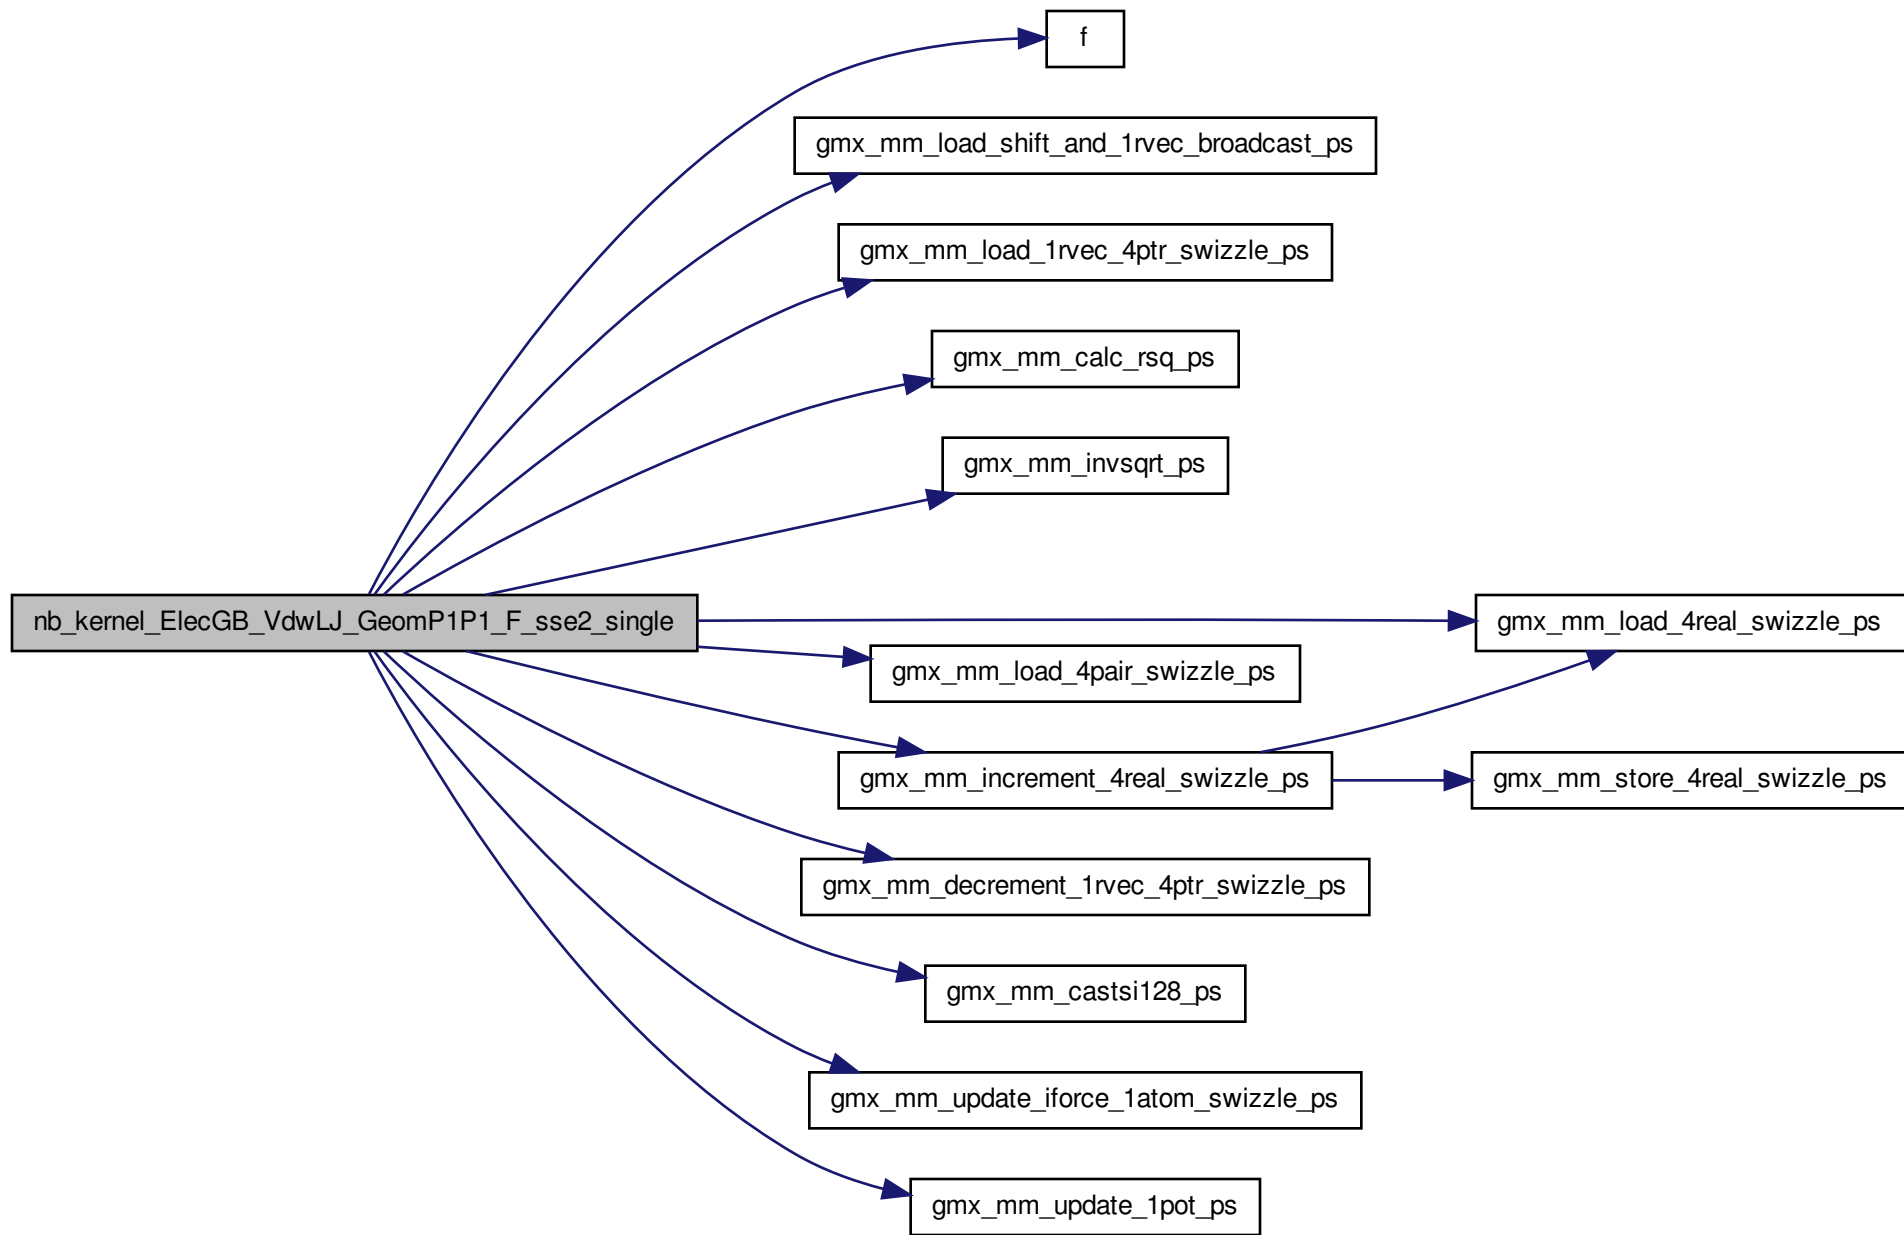 f
gmx_mm_load_shift_and_1rvec_broadcast_ps
gmx_mm_load_1rvec_4ptr_swizzle_ps
gmx_mm_calc_rsq_ps
gmx_mm_invsqrt_ps
nb_kernel_ElecGB_VdwLJ_GeomP1P1_F_sse2_single
gmx_mm_load_4real_swizzle_ps
gmx_mm_load_4pair_swizzle_ps
gmx_mm_increment_4real_swizzle_ps
gmx_mm_store_4real_swizzle_ps
gmx_mm_decrement_1rvec_4ptr_swizzle_ps
gmx_mm_castsi128_ps
gmx_mm_update_iforce_1atom_swizzle_ps
gmx_mm_update_1pot_ps